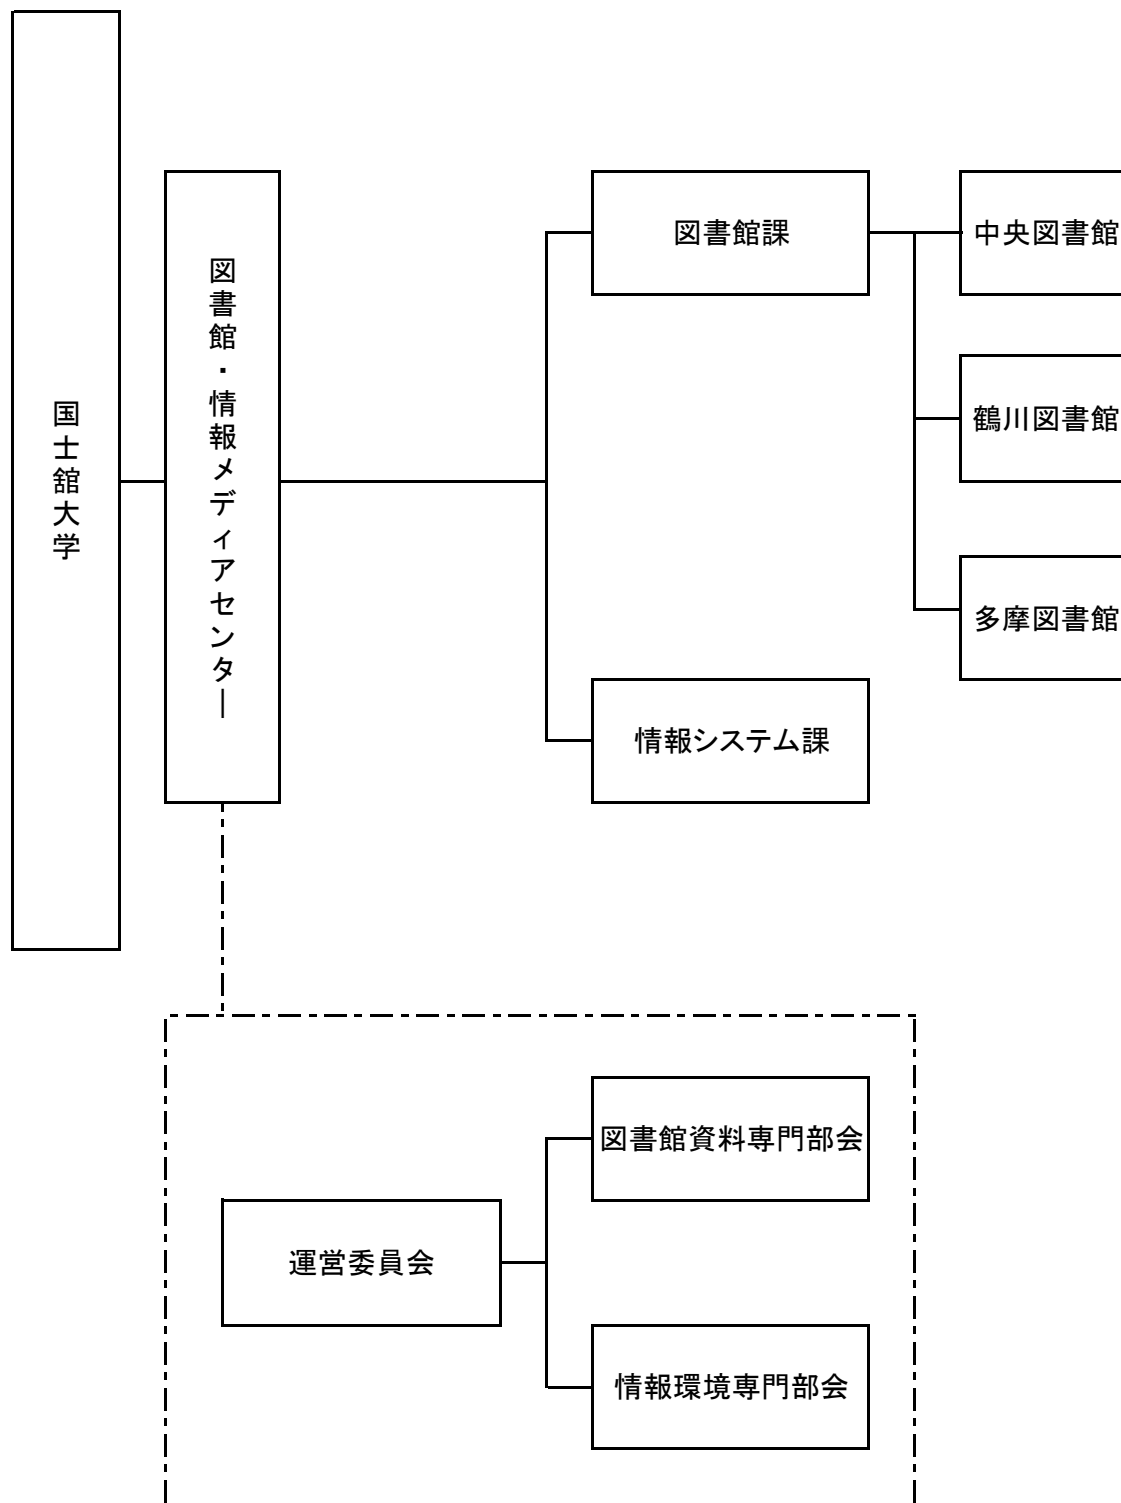 国士舘大学
図書館・情報メディアセンター
図書館課
中央図書館
鶴川図書館
多摩図書館
情報システム課
図書館資料専門部会
運営委員会
情報環境専門部会